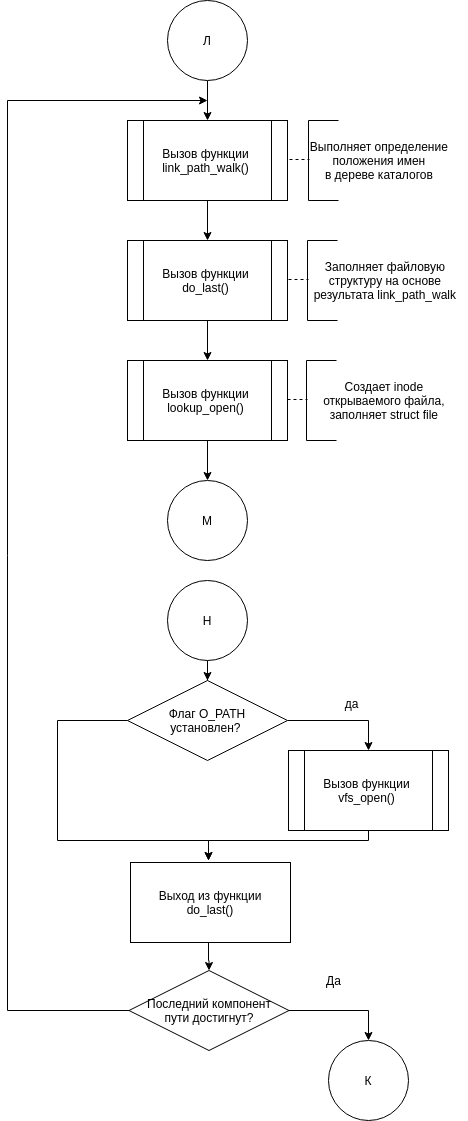 Л
Вызов функции
link_path_walk()
Выполняет определение
положения имен
в дереве каталогов
Вызов функции
do_last()
Заполняет файловую
структуру на основе
результата link_path_walk
Вызов функции
lookup_open()
Создает inode
открываемого файла,
заполняет struct file
М
Н
Флаг O_PATH
установлен?
да
Вызов функции
vfs_open()
Выход из функции
do_last()
Последний компонент
пути достигнут?
Да
К